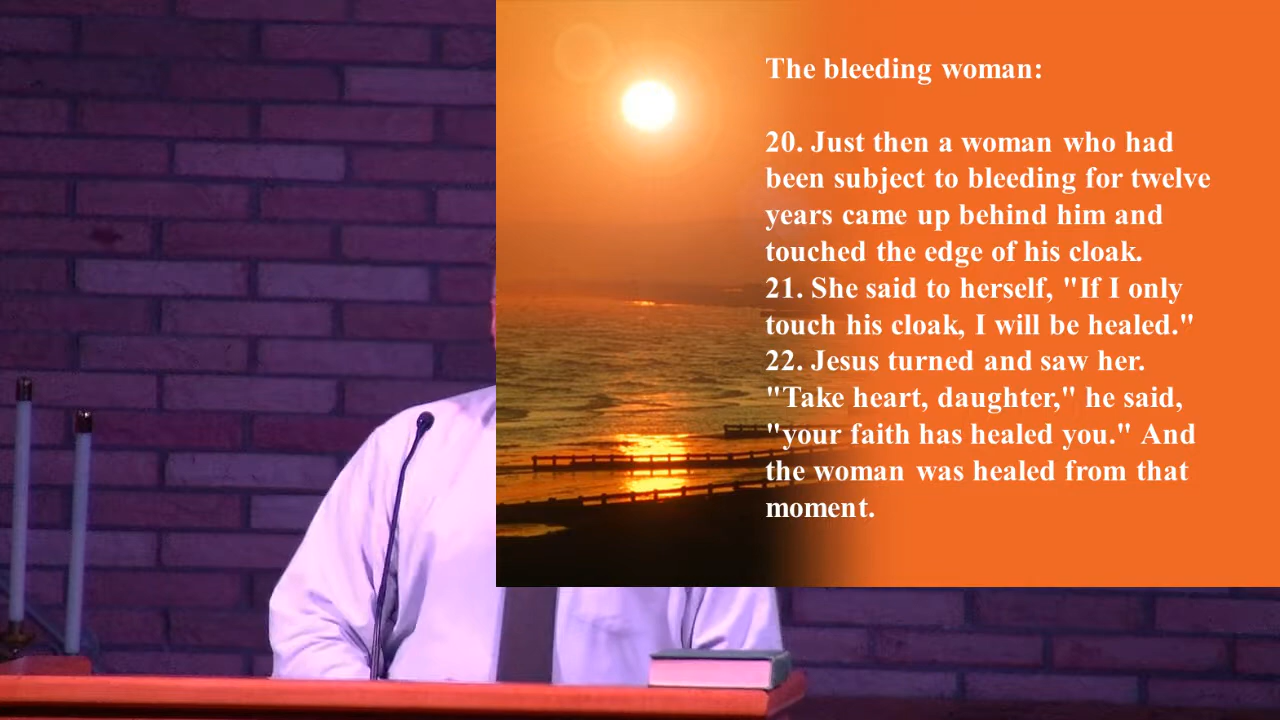 The bleeding woman:
20. Just then a woman who had
been subject to bleeding for twelve
years came up behind him and
touched the edge of his cloak.
21. She said to herself, "If I only
touch his cloak, I will be healed."
22. Jesus turned and saw her.
"Take heart, daughter," he said,
"your faith has healed you." And
the woman was healed from that
moment.